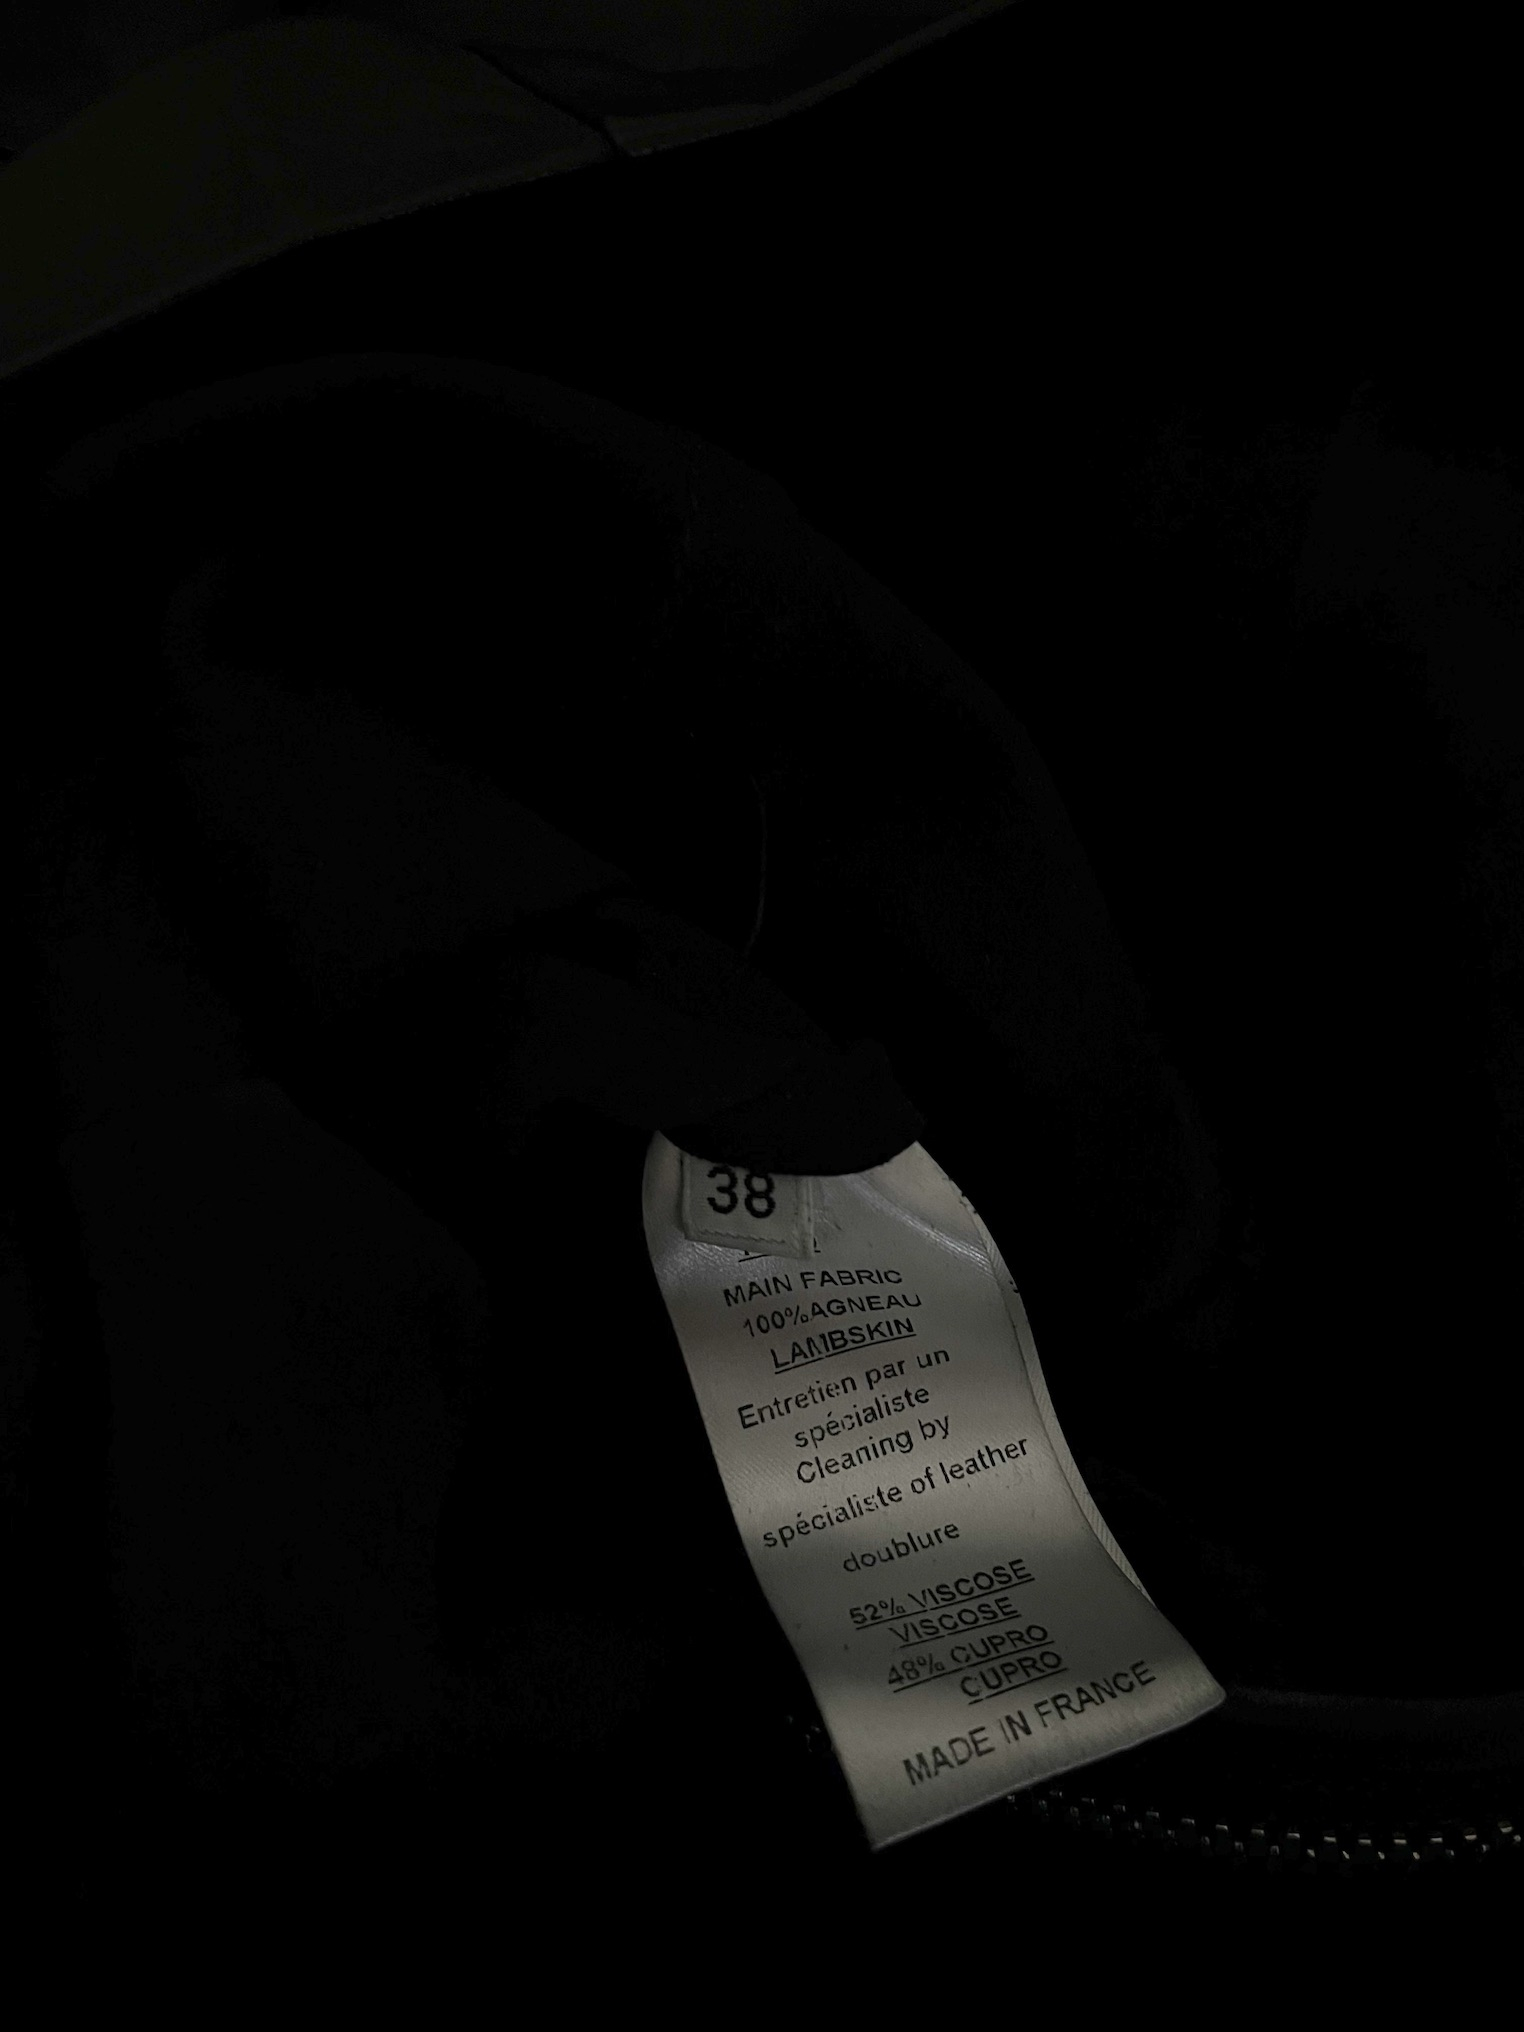 38
MAIN FABRIC
100%AGNEAU
LAMBSKIN
Entretien par un
spécialiste
Cleaning by
spécialiste of leather
doublure
52% VISCOSE
VISCOSE
48% CUPRO
CUPRO
MADE IN FRANCE